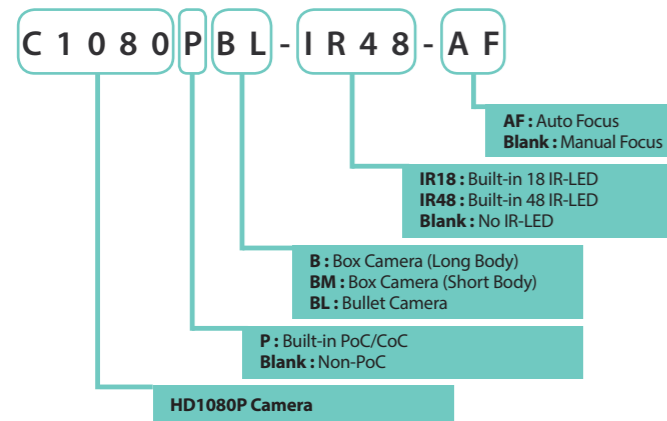 C1080PBL-IR48-AF
AF : Auto Focus
Blank : Manual Focus
IR18 : Built-in 18 IR-LED
IR48 : Built-in 48 IR-LED
Blank : No IR-LED
B : Box Camera (Long Body)
BM : Box Camera (Short Body)
BL : Bullet Camera
P : Built-in PoC/CoC
Blank : Non-PoC
HD1080P Camera